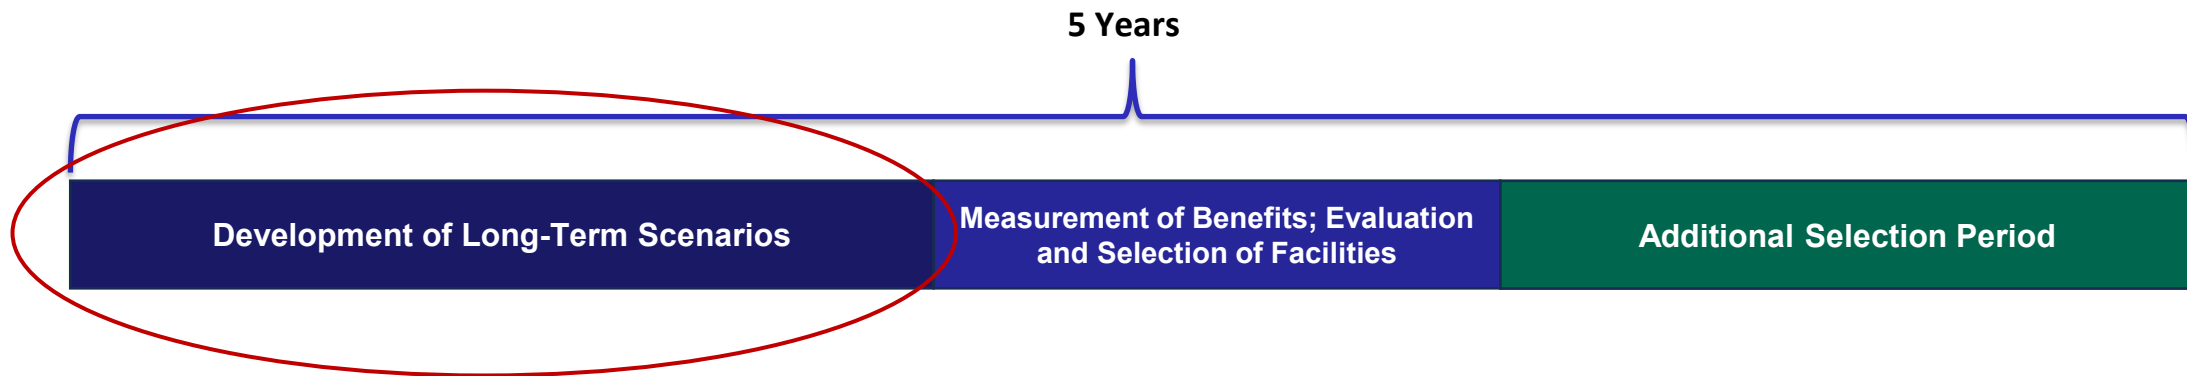 5 Years
Development of Long-Term Scenarios
Measurement of Benefits; Evaluation
and Selection of Facilities
Additional Selection Period